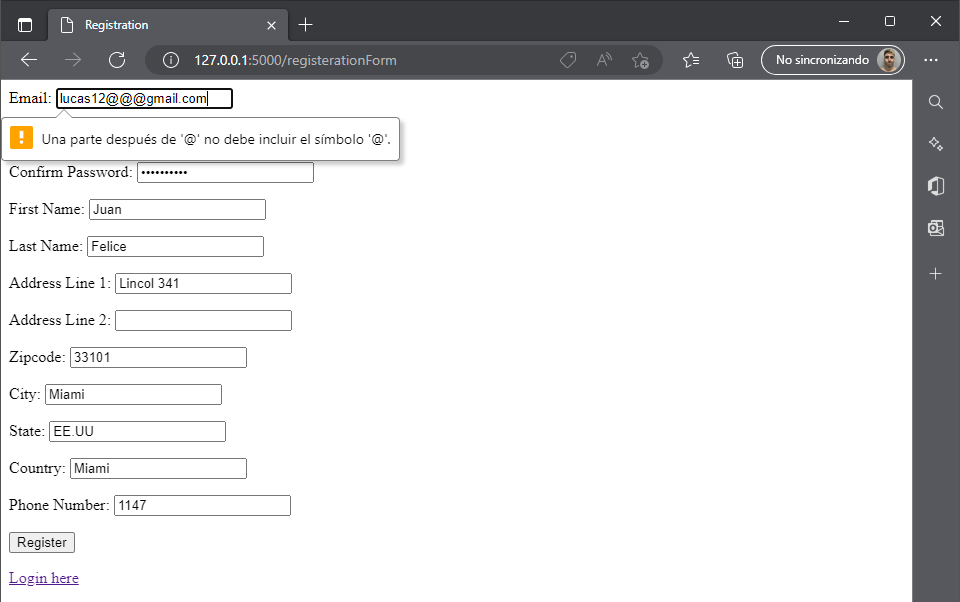 Registration
127.0.0.1:5000/registerationForm
No sincronizando
Email: lucas12@@@gmail.com
Una parte después de '@' no debe incluir el símbolo '@'.
Confirm Password: ••••••••••
First Name: Juan
Last Name: Felice
Address Line 1: Lincol 341
Address Line 2:
Zipcode: 33101
City: Miami
State: EE.UU
Country: Miami
Phone Number: 1147
Register
Login here